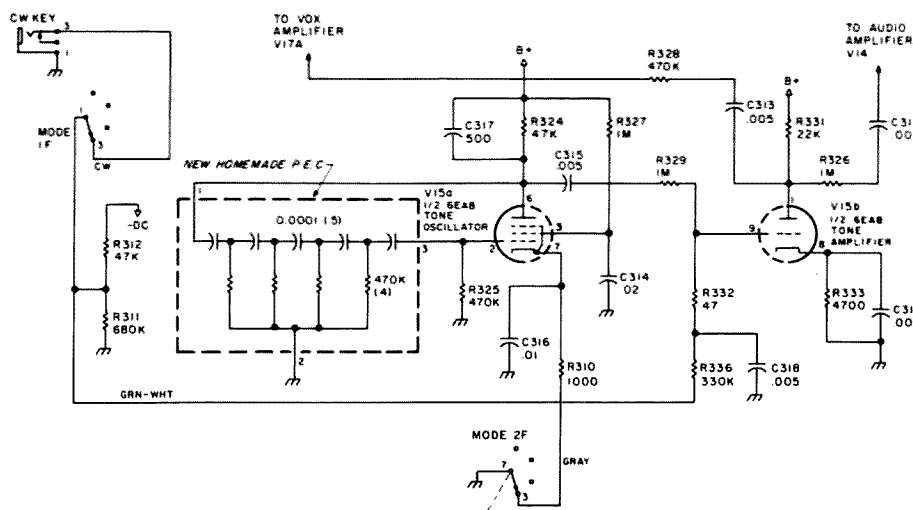 CW KEY
3
1
TO VOX
AMPLIFIER
V17A
TO AUDIO
AMPLIFIER
V14
B+
R328
470K
B+
C313
.005
R331
22K
C31
.00
R326
1M
C317
500
R324
47K
R327
1M
C315
.005
R329
1M
MODE
1F
1
3
CW
NEW HOMEMADE P.E.C.
1
0.0001 (5)
470K
(4)
3
2
V15a
1/2 6EA8
TONE
OSCILLATOR
6
2
3
7
V15b
1/2 6EA8
TONE
AMPLIFIER
1
9
8
-DC
R312
47K
R311
680K
R325
470K
C314
.02
C316
.01
R310
1000
R332
47
R333
4700
C31
.00
R336
330K
C318
.005
GRN-WHT
MODE 2F
7
3
GRAY